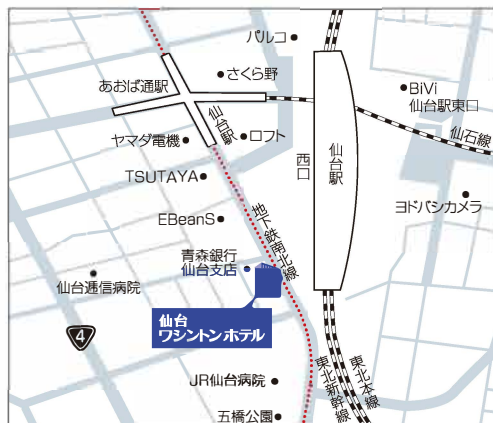 パルコ
さくら野
あおば通駅
BiVi
仙台駅東口
仙石線
仙台駅
ロフト
ヤマダ電機
西口
仙台駅
TSUTAYA
ヨドバシカメラ
EBeanS
地下鉄南北線
青森銀行
仙台支店
仙台逓信病院
仙台
ワシントンホテル
4
JR仙台病院
東北新幹線
東北本線
五橋公園